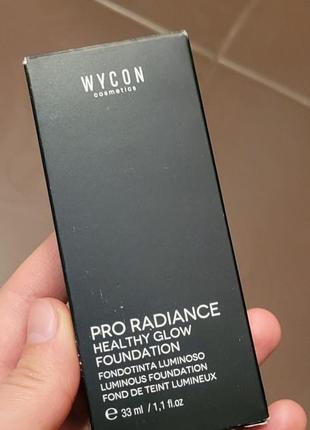 WYCON
cosmetics
PRO RADIANCE
HEALTHY GLOW
FOUNDATION
FONDOTINTA LUMINOSO
LUMINOUS FOUNDATION
FOND DE TEINT LUMINEUX
℮ 33 ml / 1,1 fl.oz